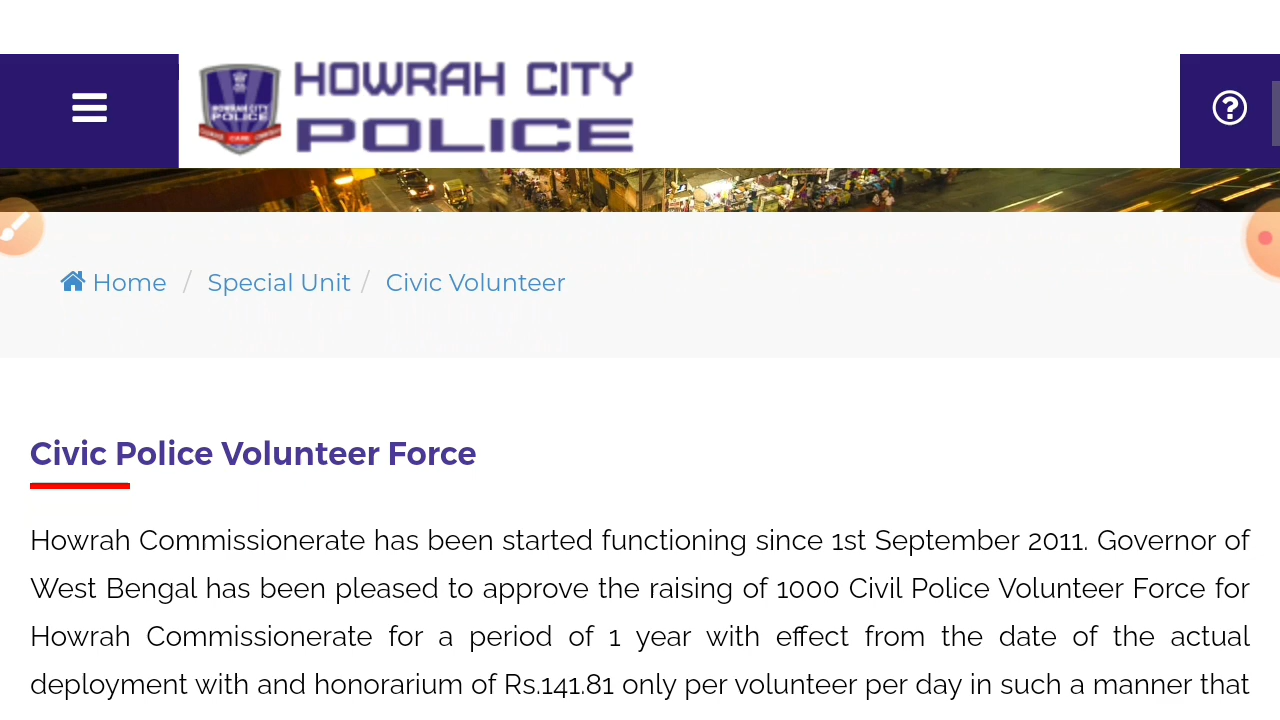 HOWRAH CITY
POLICE
HOWRAH CITY
POLICE
Home / Special Unit / Civic Volunteer
Civic Police Volunteer Force
Howrah Commissionerate has been started functioning since 1st September 2011. Governor of
West Bengal has been pleased to approve the raising of 1000 Civil Police Volunteer Force for
Howrah Commissionerate for a period of 1 year with effect from the date of the actual
deployment with and honorarium of Rs.141.81 only per volunteer per day in such a manner that